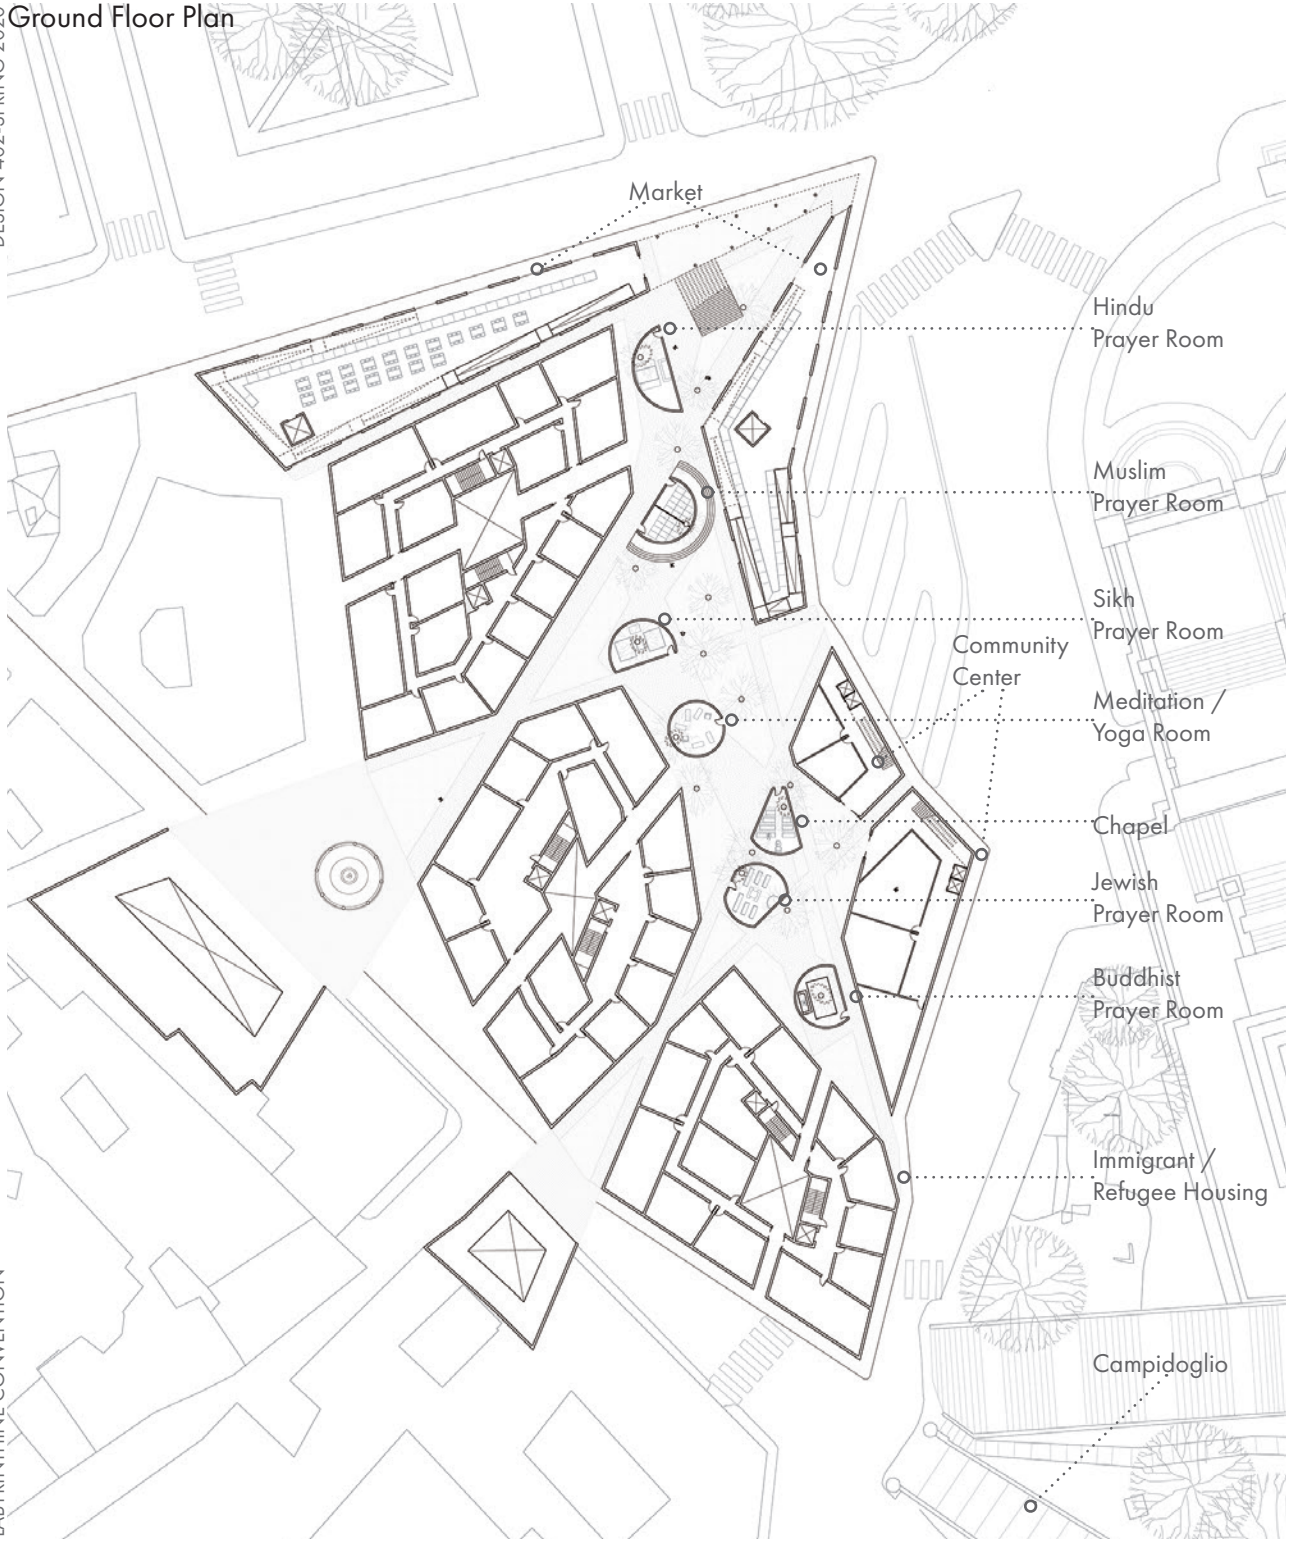 Ground Floor Plan
Market
Hindu
Prayer Room
Muslim
Prayer Room
Sikh
Prayer Room
Community
Center
Meditation /
Yoga Room
Chapel
Jewish
Prayer Room
Buddhist
Prayer Room
Immigrant /
Refugee Housing
Campidoglio